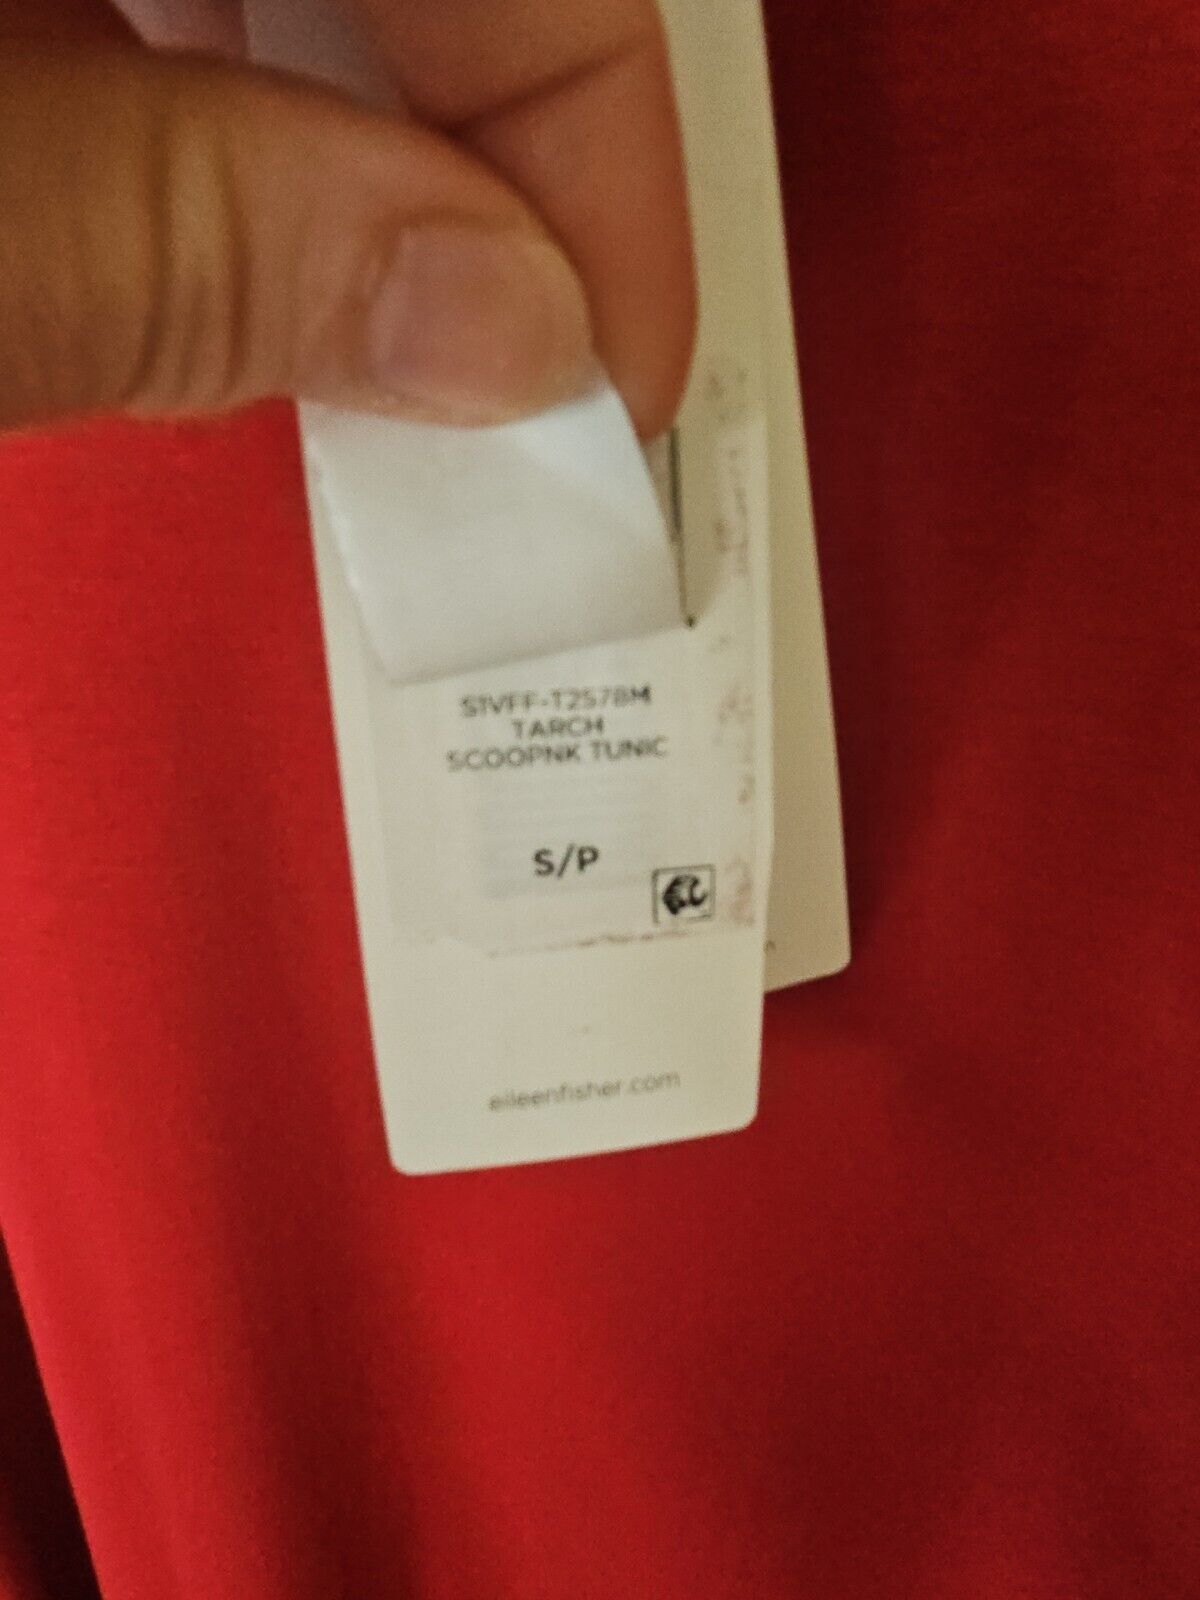 S1VFF-T2578M
TARCH
SCOOPNK TUNIC
S/P
eileenfisher.com